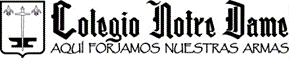 Colegio Notre Dame
AQUÍ FORJAMOS NUESTRAS ARMAS